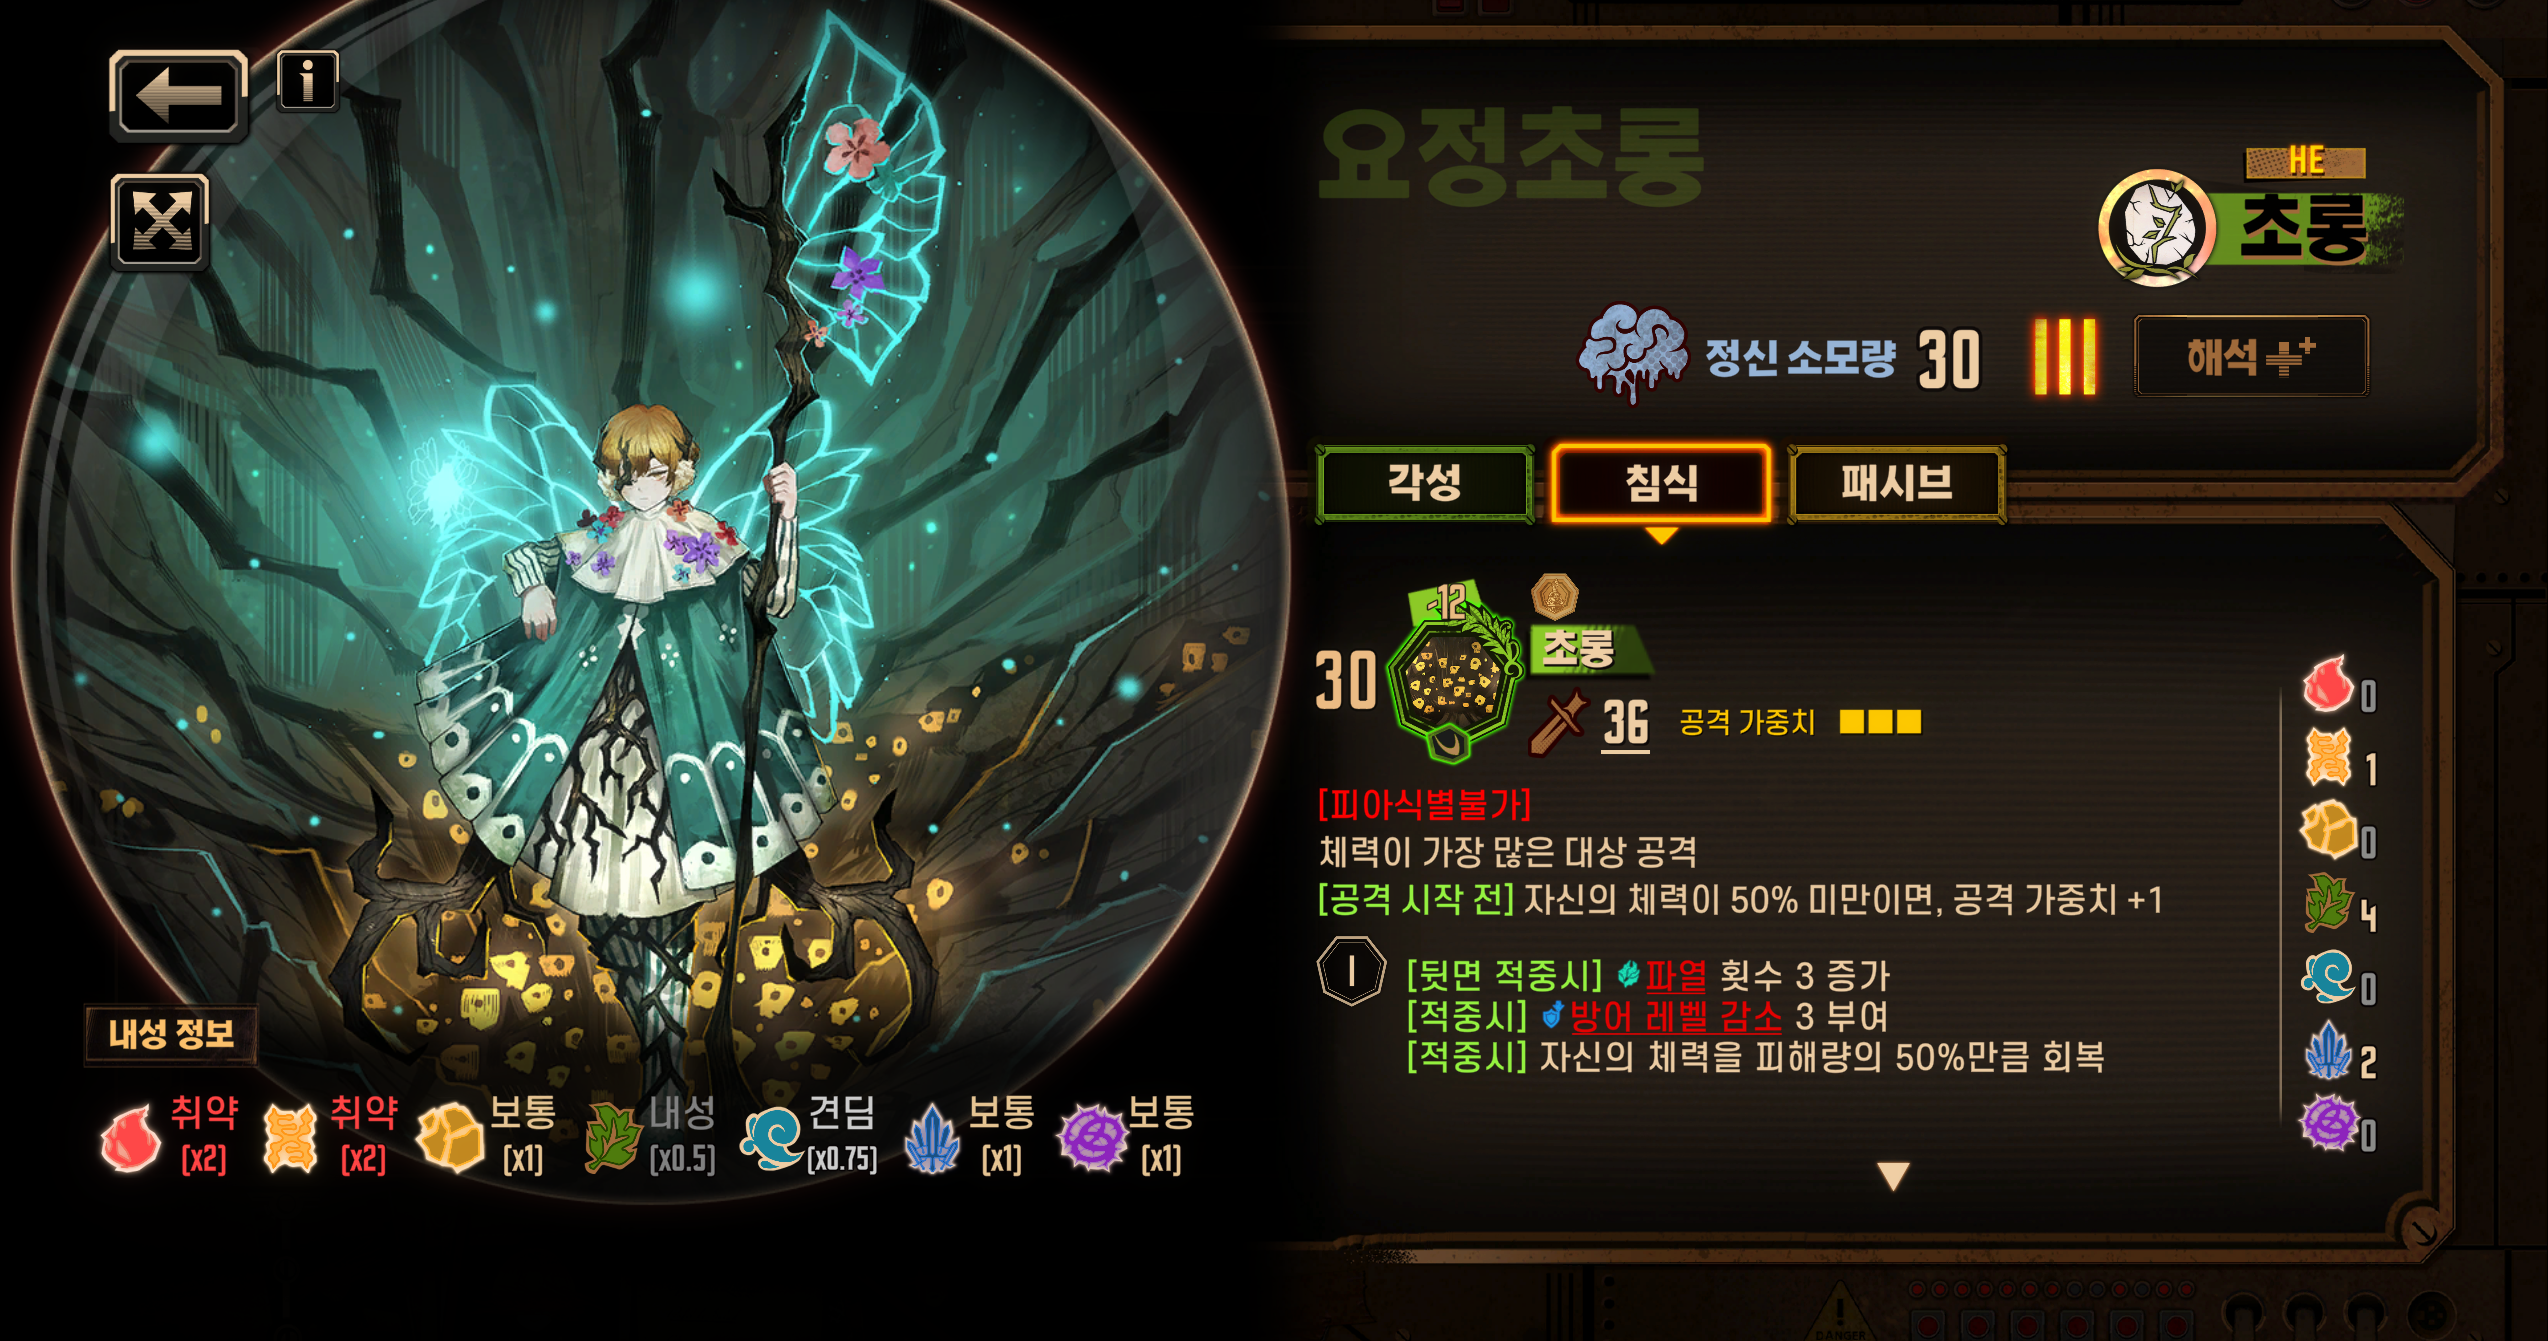 요정초롱
HE
초롱
정신 소모량 30
III
해석
각성
침식
패시브
30
-12
초롱
36
공격 가중치
[피아식별불가]
체력이 가장 많은 대상 공격
[공격 시작 전] 자신의 체력이 50% 미만이면, 공격 가중치 +1
I
[뒷면 적중시] 파열 횟수 3 증가
[적중시] 방어 레벨 감소 3 부여
[적중시] 자신의 체력을 피해량의 50%만큼 회복
0
1
0
4
0
2
0
내성 정보
취약 (x2)
취약 (x2)
보통 (x1)
내성 (x0.5)
견딤 (x0.75)
보통 (x1)
보통 (x1)
DANGER